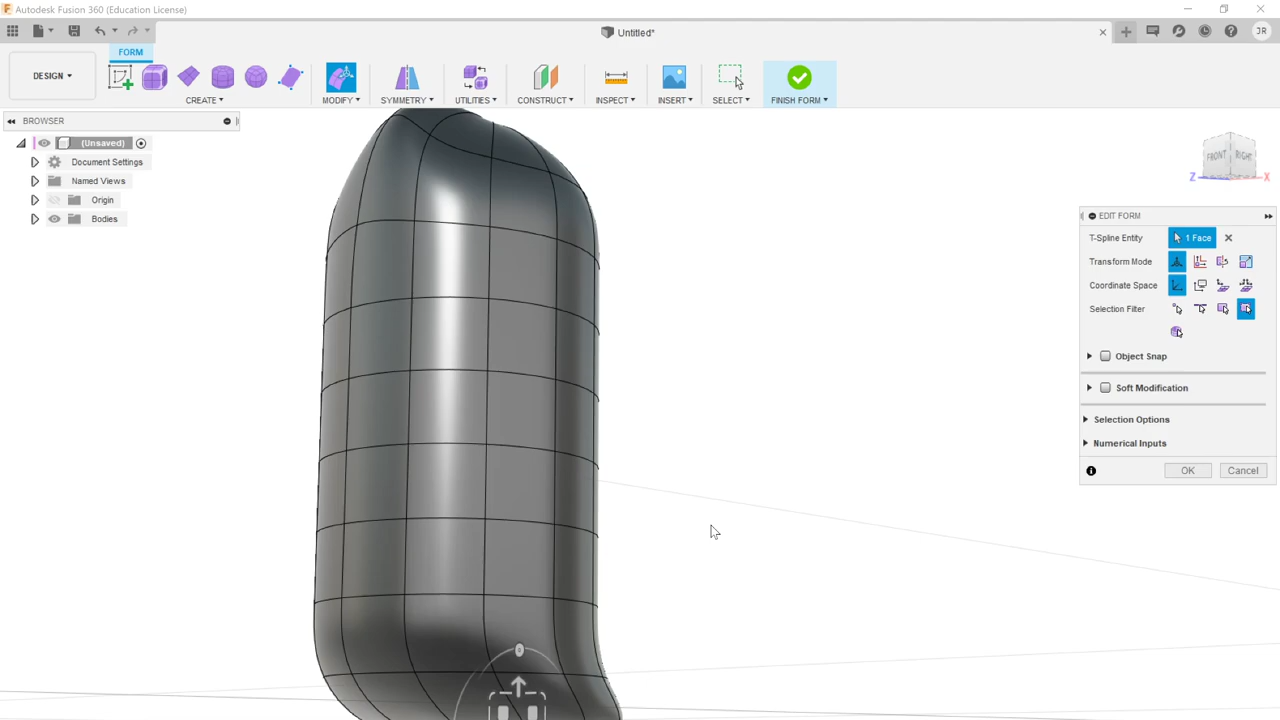 Autodesk Fusion 360 (Education License)
Untitled*
JR
FORM
DESIGN
CREATE
MODIFY
SYMMETRY
UTILITIES
CONSTRUCT
INSPECT
INSERT
SELECT
FINISH FORM
BROWSER
(Unsaved)
Document Settings
Named Views
Origin
Bodies
FRONT
RIGHT
Z
X
EDIT FORM
T-Spline Entity
1 Face
Transform Mode
Coordinate Space
Selection Filter
Object Snap
Soft Modification
Selection Options
Numerical Inputs
OK
Cancel